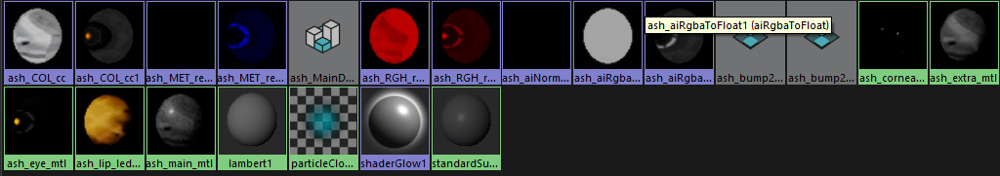 ash_aiRgbaToFloat1 (aiRgbaToFloat)
ash_COL_cc
ash_COL_cc1
ash_MET_re...
ash_MET_re...
ash_MainD...
ash_RGH_r...
ash_RGH_r...
ash_aiNorm...
ash_aiRgba...
ash_aiRgba...
ash_bump2...
ash_bump2...
ash_cornea...
ash_extra_mtl
ash_eye_mtl
ash_lip_led...
ash_main_mtl
lambert1
particleClo...
shaderGlow1
standardSu...